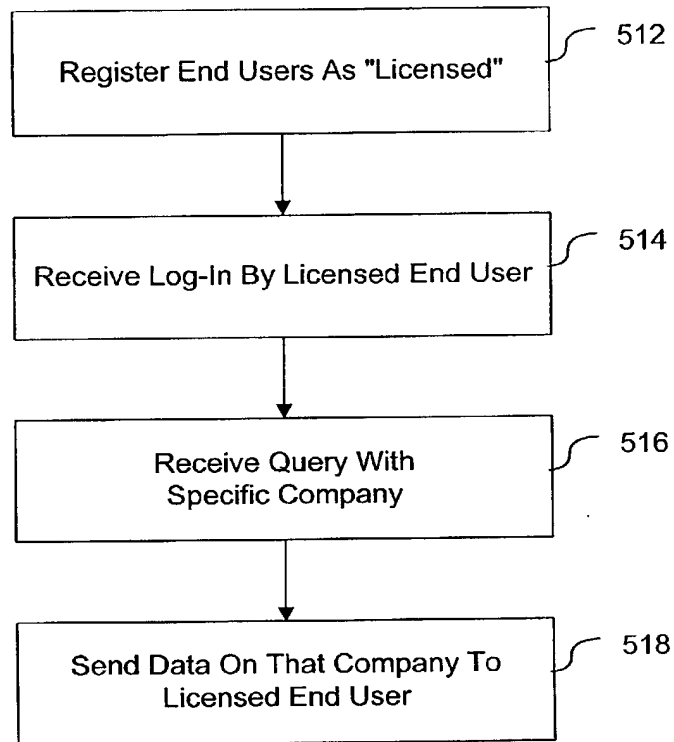 512
Register End Users As "Licensed"
514
Receive Log-In By Licensed End User
516
Receive Query With
Specific Company
518
Send Data On That Company To
Licensed End User